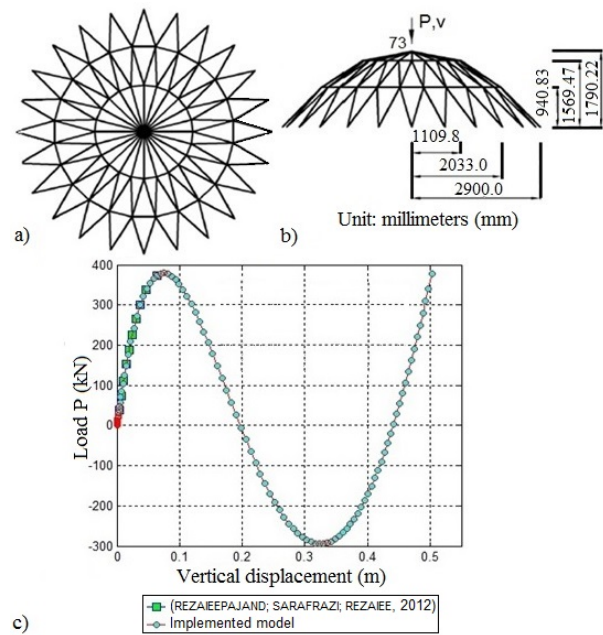 a)
b)
P,v
73
940.83
1569.47
1790.22
1109.8
2033.0
2900.0
Unit: millimeters (mm)
400
300
200
100
0
-100
-200
-300
Load P (kN)
0 0.1 0.2 0.3 0.4 0.5
Vertical displacement (m)
c)
(REZAIEEPAJAND; SARAFRAZI; REZAIEE, 2012)
Implemented model